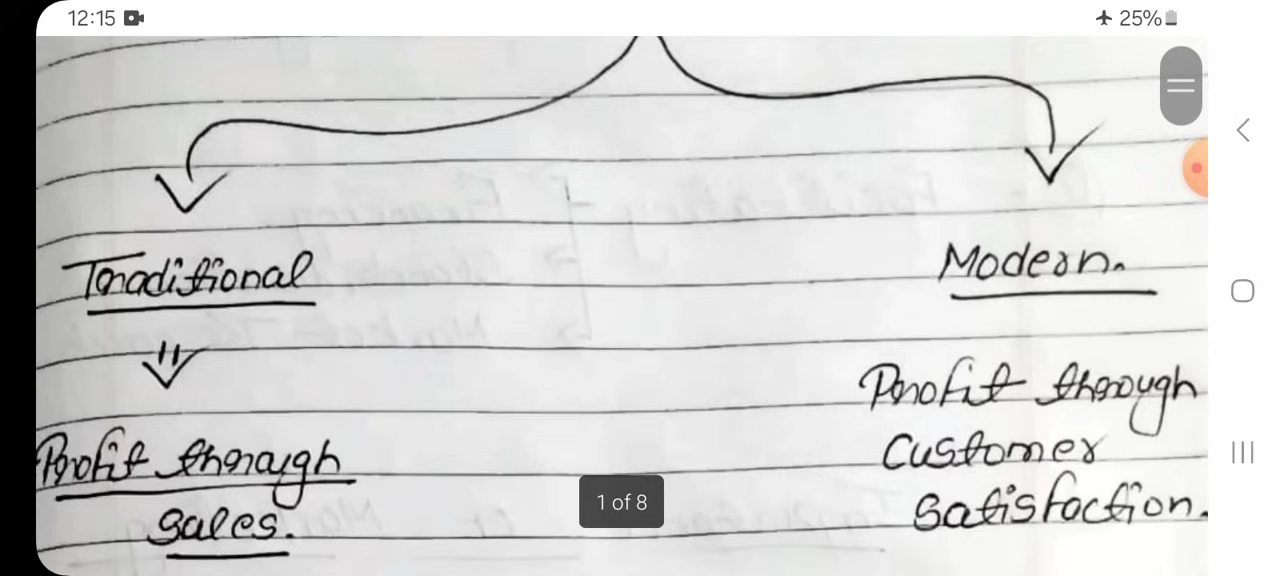 12:15
25%
Traditional
Modern.
Profit through
Customer
Satisfaction.
Profit through
Sales.
1 of 8